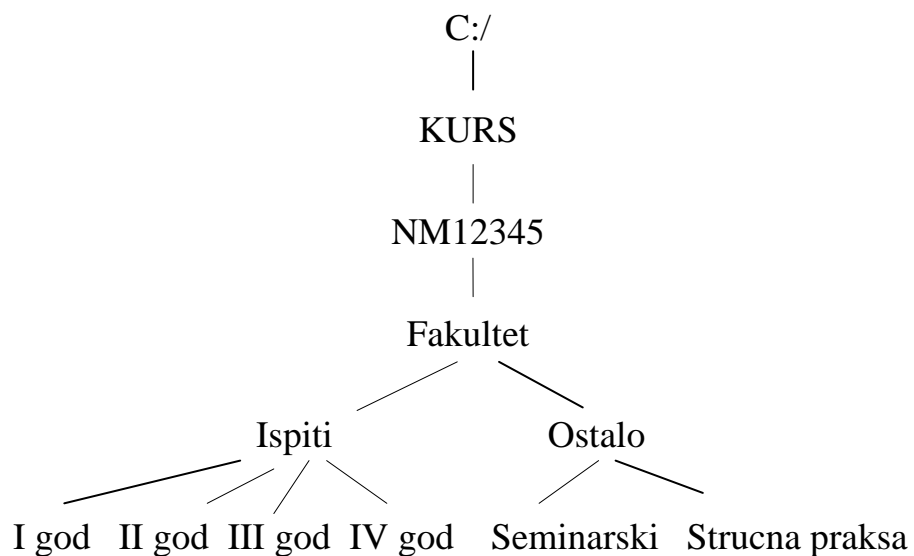 C:/
KURS
NM12345
Fakultet
Ispiti Ostalo
I god II god III god IV god Seminarski Strucna praksa